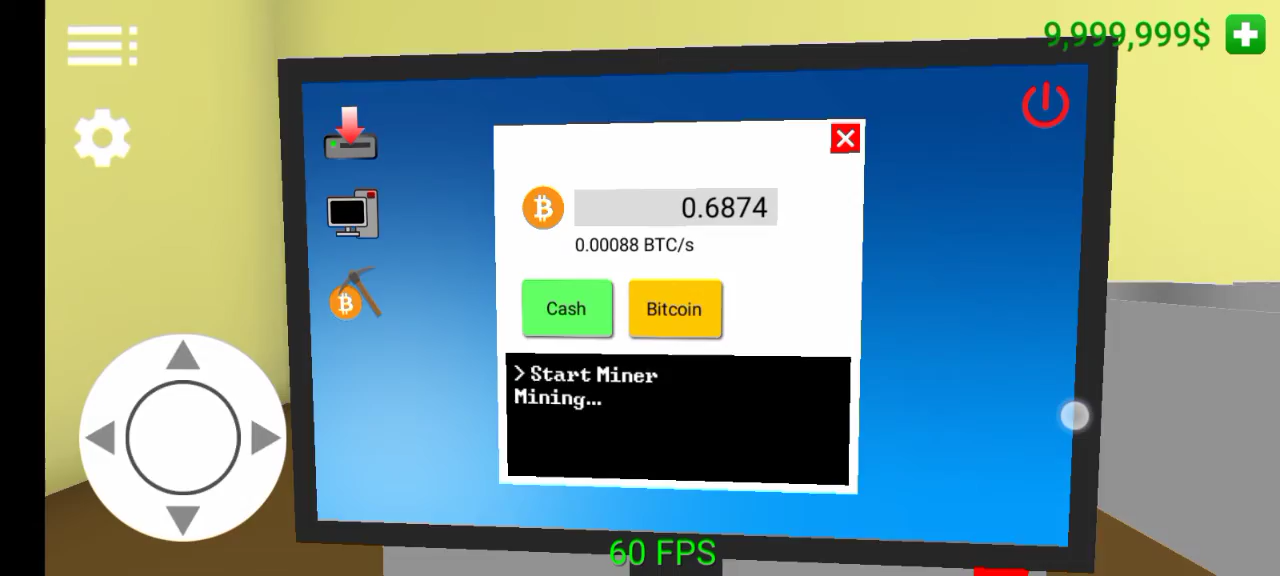 9,999,999$
0.6874
0.00088 BTC/s
Cash
Bitcoin
>Start Miner
Mining...
60 FPS